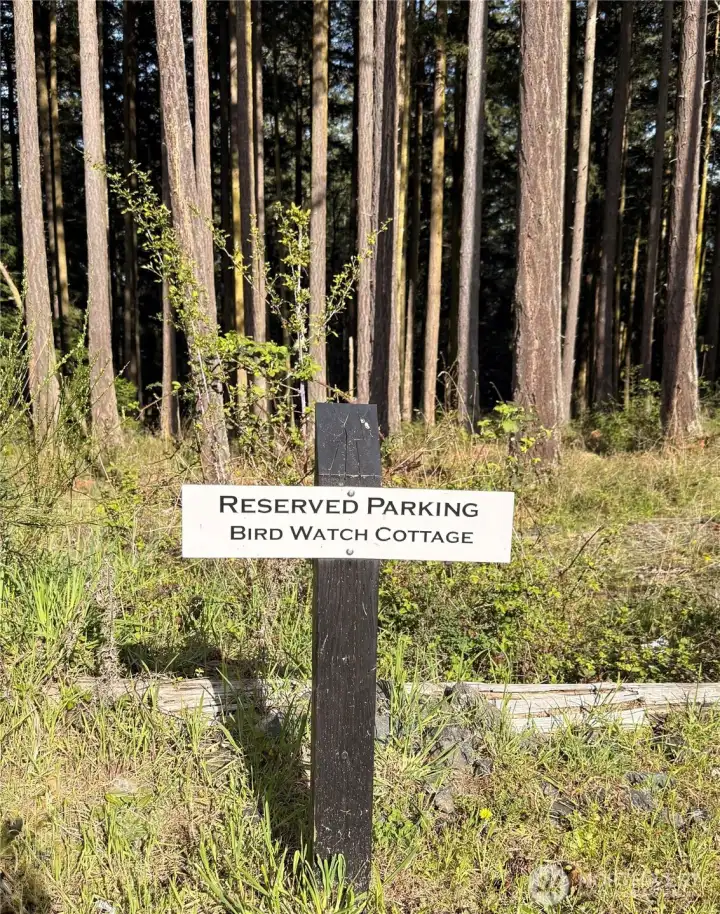 Reserved Parking
Bird Watch Cottage